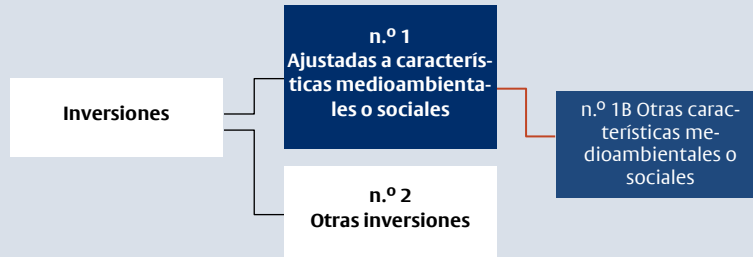 n.º 1
Ajustadas a caracterís-
ticas medioambienta-
les o sociales
Inversiones
n.º 1B Otras carac-
terísticas me-
dioambientales o
sociales
n.º 2
Otras inversiones